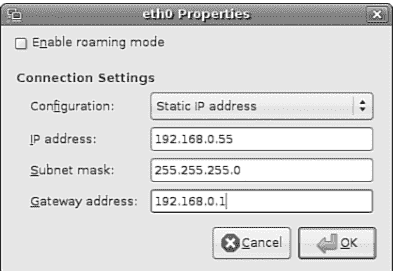 eth0 Properties
Enable roaming mode
Connection Settings
Configuration: Static IP address
IP address: 192.168.0.55
Subnet mask: 255.255.255.0
Gateway address: 192.168.0.1
Cancel OK